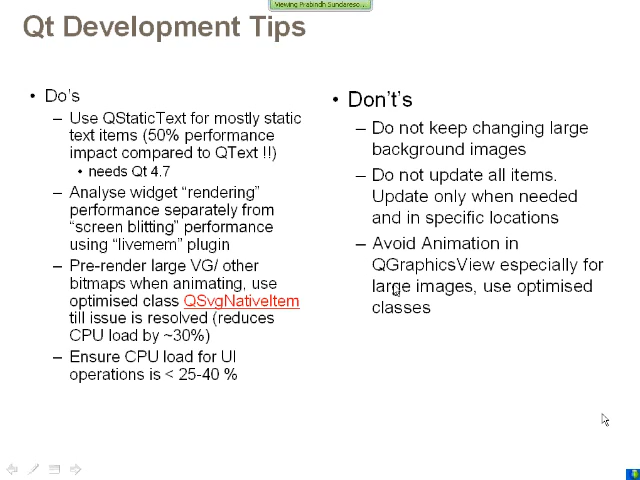 Viewing Prabindh Sundareso...
Qt Development Tips
• Do's
– Use QStaticText for mostly static
text items (50% performance
impact compared to QText !!)
• needs Qt 4.7
– Analyse widget “rendering”
performance separately from
“screen blitting” performance
using “livemem” plugin
– Pre-render large VG/ other
bitmaps when animating, use
optimised class QSvgNativeItem
till issue is resolved (reduces
CPU load by ~30%)
– Ensure CPU load for UI
operations is < 25-40 %
• Don't's
– Do not keep changing large
background images
– Do not update all items.
Update only when needed
and in specific locations
– Avoid Animation in
QGraphicsView especially for
large images, use optimised
classes